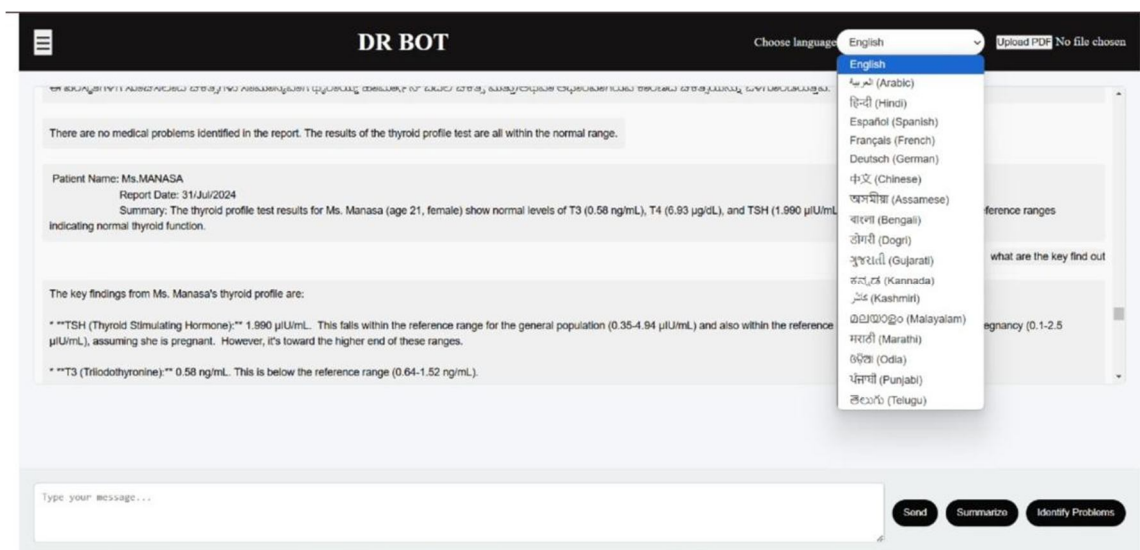 ☰ DR BOT Choose language English Upload PDF No file chosen
There are no medical problems identified in the report. The results of the thyroid profile test are all within the normal range.
Patient Name: Ms.MANASA
Report Date: 31/Jul/2024
Summary: The thyroid profile test results for Ms. Manasa (age 21, female) show normal levels of T3 (0.58 ng/mL), T4 (6.93 µg/dL), and TSH (1.990 µIU/mL
ference ranges
indicating normal thyroid function.
what are the key find out
The key findings from Ms. Manasa's thyroid profile are:
* **TSH (Thyroid Stimulating Hormone):** 1.990 µIU/mL. This falls within the reference range for the general population (0.35-4.94 µIU/mL) and also within the reference
egnancy (0.1-2.5
µIU/mL), assuming she is pregnant. However, it's toward the higher end of these ranges.
* **T3 (Triiodothyronine):** 0.58 ng/mL. This is below the reference range (0.64-1.52 ng/mL).
English
العربية (Arabic)
हिन्दी (Hindi)
Español (Spanish)
Français (French)
Deutsch (German)
中文 (Chinese)
অসমীয়া (Assamese)
বাংলা (Bengali)
डोगरी (Dogri)
ગુજરાતી (Gujarati)
ಕನ್ನಡ (Kannada)
(Kashmiri)
മലയാളം (Malayalam)
मराठी (Marathi)
ଓଡ଼ିଆ (Odia)
ਪੰਜਾਬੀ (Punjabi)
తెలుగు (Telugu)
Type your message...
Send Summarize Identify Problems